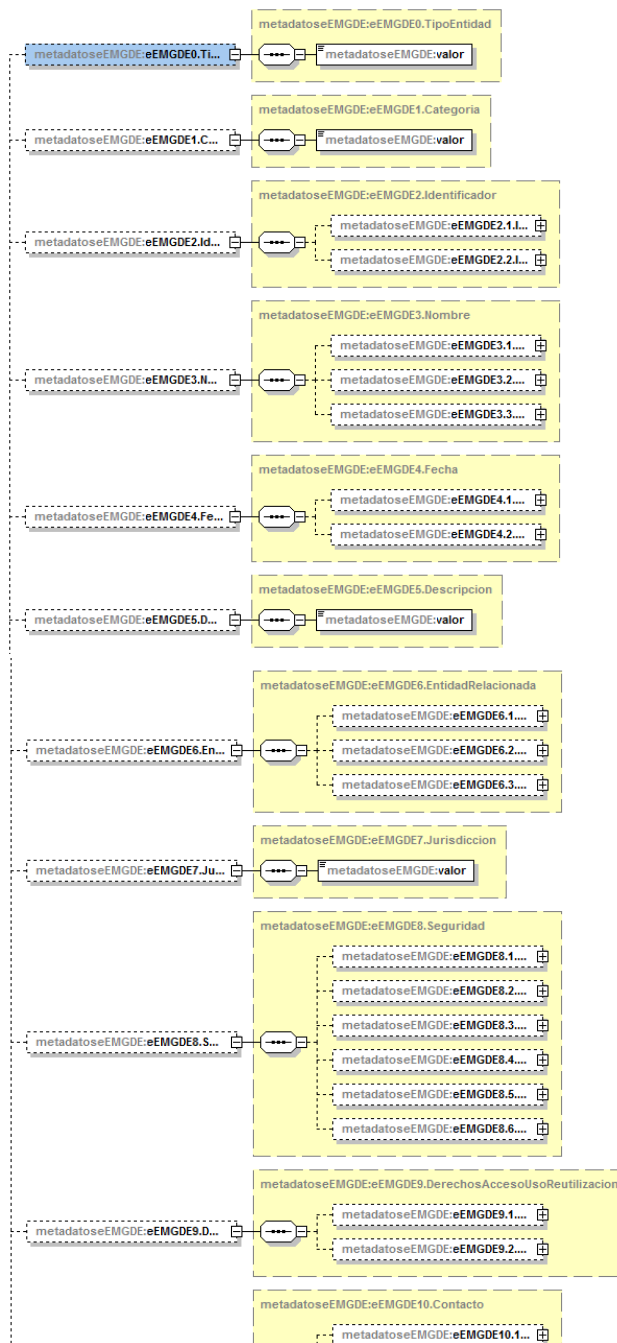 metadatoseEMGDE:eEMGDE0.TipoEntidad
metadatoseEMGDE:eEMGDE0.Ti...
metadatoseEMGDE:valor
metadatoseEMGDE:eEMGDE1.Categoria
metadatoseEMGDE:eEMGDE1.C...
metadatoseEMGDE:valor
metadatoseEMGDE:eEMGDE2.Identificador
metadatoseEMGDE:eEMGDE2.1.I...
metadatoseEMGDE:eEMGDE2.Id...
metadatoseEMGDE:eEMGDE2.2.I...
metadatoseEMGDE:eEMGDE3.Nombre
metadatoseEMGDE:eEMGDE3.1....
metadatoseEMGDE:eEMGDE3.N...
metadatoseEMGDE:eEMGDE3.2....
metadatoseEMGDE:eEMGDE3.3....
metadatoseEMGDE:eEMGDE4.Fecha
metadatoseEMGDE:eEMGDE4.1....
metadatoseEMGDE:eEMGDE4.Fe...
metadatoseEMGDE:eEMGDE4.2....
metadatoseEMGDE:eEMGDE5.Descripcion
metadatoseEMGDE:eEMGDE5.D...
metadatoseEMGDE:valor
metadatoseEMGDE:eEMGDE6.EntidadRelacionada
metadatoseEMGDE:eEMGDE6.1....
metadatoseEMGDE:eEMGDE6.En...
metadatoseEMGDE:eEMGDE6.2....
metadatoseEMGDE:eEMGDE6.3....
metadatoseEMGDE:eEMGDE7.Jurisdiccion
metadatoseEMGDE:eEMGDE7.Ju...
metadatoseEMGDE:valor
metadatoseEMGDE:eEMGDE8.Seguridad
metadatoseEMGDE:eEMGDE8.1....
metadatoseEMGDE:eEMGDE8.2....
metadatoseEMGDE:eEMGDE8.3....
metadatoseEMGDE:eEMGDE8.S...
metadatoseEMGDE:eEMGDE8.4....
metadatoseEMGDE:eEMGDE8.5....
metadatoseEMGDE:eEMGDE8.6....
metadatoseEMGDE:eEMGDE9.DerechosAccesoUsoReutilizacion
metadatoseEMGDE:eEMGDE9.1....
metadatoseEMGDE:eEMGDE9.D...
metadatoseEMGDE:eEMGDE9.2....
metadatoseEMGDE:eEMGDE10.Contacto
metadatoseEMGDE:eEMGDE10.1...